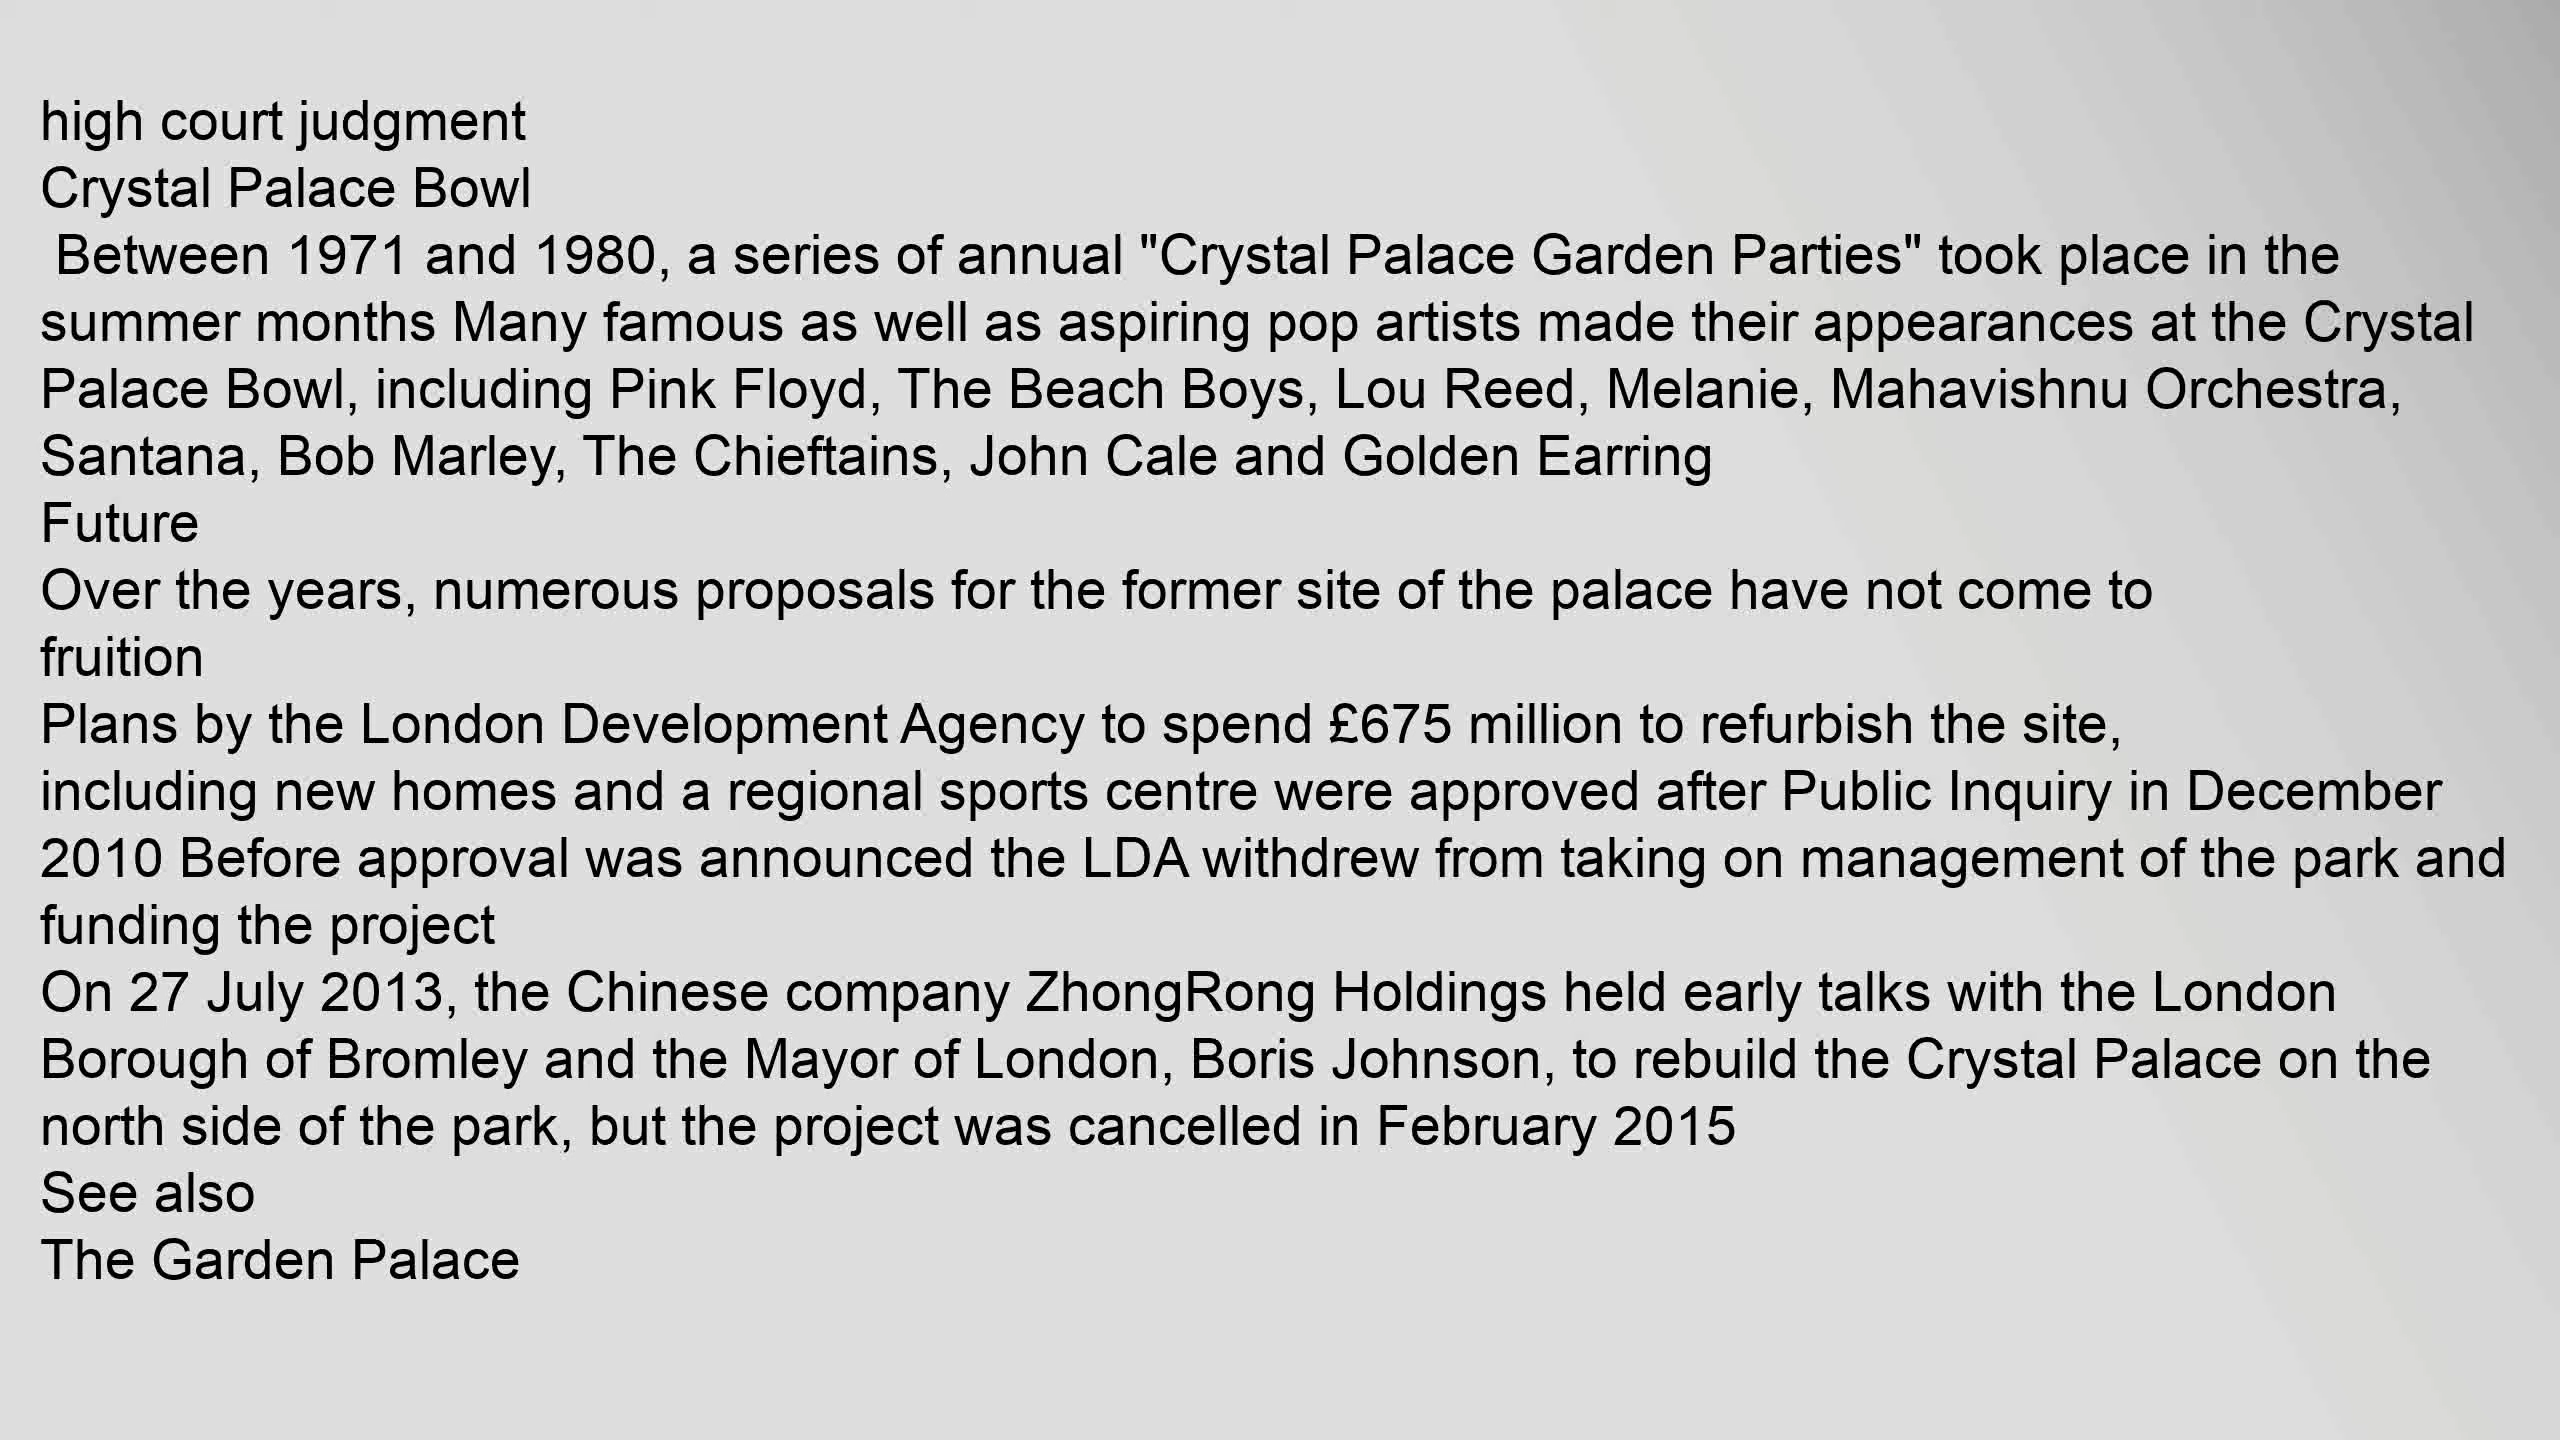 high court judgment
Crystal Palace Bowl
Between 1971 and 1980, a series of annual "Crystal Palace Garden Parties" took place in the
summer months Many famous as well as aspiring pop artists made their appearances at the Crystal
Palace Bowl, including Pink Floyd, The Beach Boys, Lou Reed, Melanie, Mahavishnu Orchestra,
Santana, Bob Marley, The Chieftains, John Cale and Golden Earring
Future
Over the years, numerous proposals for the former site of the palace have not come to
fruition
Plans by the London Development Agency to spend £675 million to refurbish the site,
including new homes and a regional sports centre were approved after Public Inquiry in December
2010 Before approval was announced the LDA withdrew from taking on management of the park and
funding the project
On 27 July 2013, the Chinese company ZhongRong Holdings held early talks with the London
Borough of Bromley and the Mayor of London, Boris Johnson, to rebuild the Crystal Palace on the
north side of the park, but the project was cancelled in February 2015
See also
The Garden Palace